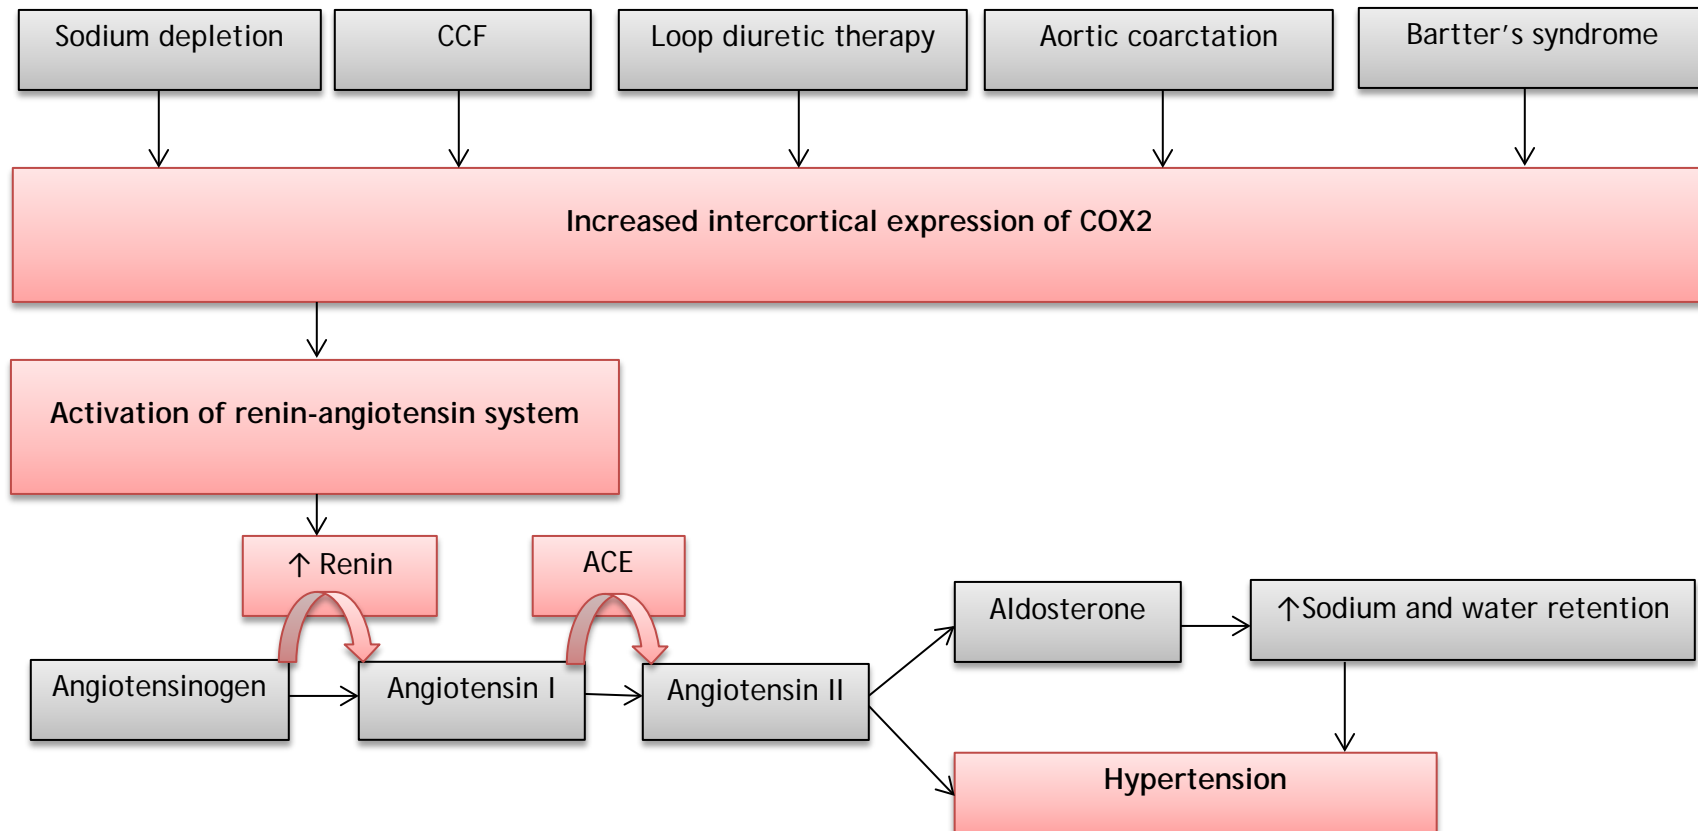 Sodium depletion
CCF
Loop diuretic therapy
Aortic coarctation
Bartter's syndrome
Increased intercortical expression of COX2
Activation of renin-angiotensin system
↑ Renin
ACE
Aldosterone
↑Sodium and water retention
Angiotensinogen
Angiotensin I
Angiotensin II
Hypertension